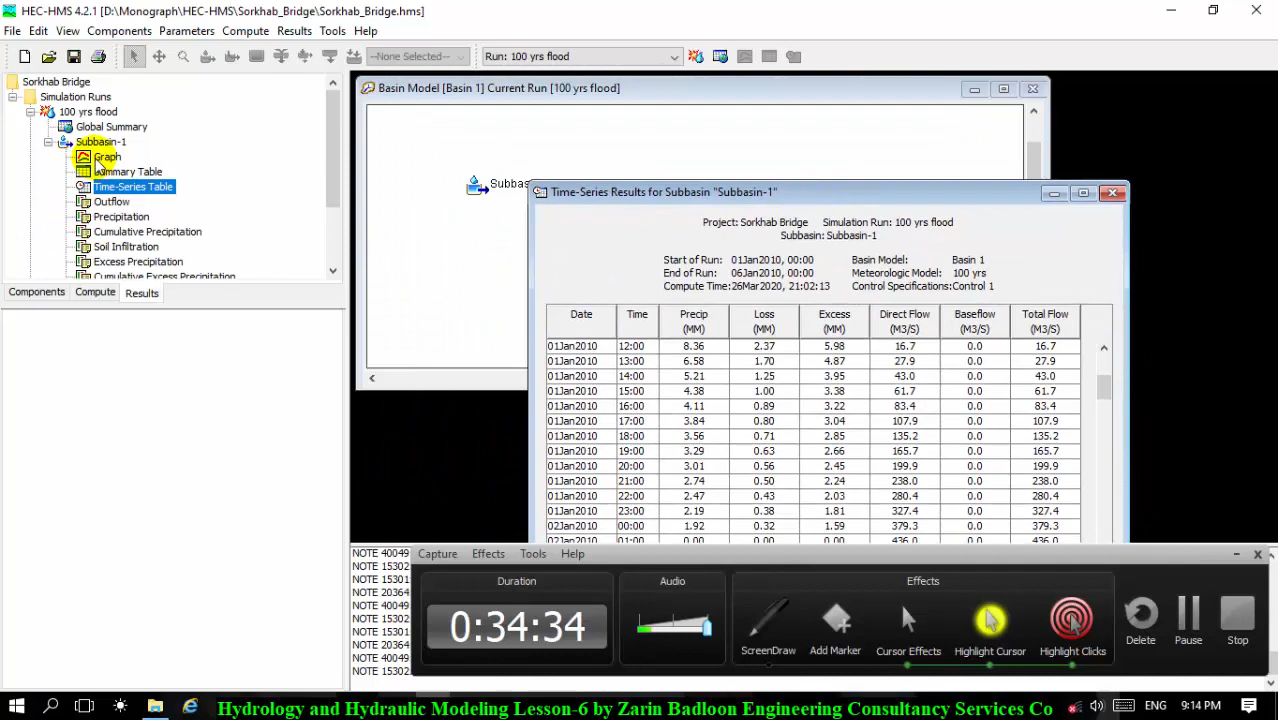 HEC-HMS 4.2.1 [D:\Monograph\HEC-HMS\Sorkhab_Bridge\Sorkhab_Bridge.hms]
File Edit View Components Parameters Compute Results Tools Help
--None Selected-- Run: 100 yrs flood
Sorkhab Bridge
Simulation Runs
100 yrs flood
Global Summary
Subbasin-1
Graph
Summary Table
Time-Series Table
Outflow
Precipitation
Cumulative Precipitation
Soil Infiltration
Excess Precipitation
Cumulative Excess Precipitation
Components Compute Results
Basin Model [Basin 1] Current Run [100 yrs flood]
Subbas
Time-Series Results for Subbasin "Subbasin-1"
Project: Sorkhab Bridge Simulation Run: 100 yrs flood
Subbasin: Subbasin-1
Start of Run: 01Jan2010, 00:00 Basin Model: Basin 1
End of Run: 06Jan2010, 00:00 Meteorologic Model: 100 yrs
Compute Time:26Mar2020, 21:02:13 Control Specifications:Control 1
Date Time Precip Loss Excess Direct Flow Baseflow Total Flow
(MM) (MM) (MM) (M3/S) (M3/S) (M3/S)
01Jan2010 12:00 8.36 2.37 5.98 16.7 0.0 16.7
01Jan2010 13:00 6.58 1.70 4.87 27.9 0.0 27.9
01Jan2010 14:00 5.21 1.25 3.95 43.0 0.0 43.0
01Jan2010 15:00 4.38 1.00 3.38 61.7 0.0 61.7
01Jan2010 16:00 4.11 0.89 3.22 83.4 0.0 83.4
01Jan2010 17:00 3.84 0.80 3.04 107.9 0.0 107.9
01Jan2010 18:00 3.56 0.71 2.85 135.2 0.0 135.2
01Jan2010 19:00 3.29 0.63 2.66 165.7 0.0 165.7
01Jan2010 20:00 3.01 0.56 2.45 199.9 0.0 199.9
01Jan2010 21:00 2.74 0.50 2.24 238.0 0.0 238.0
01Jan2010 22:00 2.47 0.43 2.03 280.4 0.0 280.4
01Jan2010 23:00 2.19 0.38 1.81 327.4 0.0 327.4
02Jan2010 00:00 1.92 0.32 1.59 379.3 0.0 379.3
02Jan2010 01:00 0.00 0.00 0.00 436.0 0.0 436.0
NOTE 40049
NOTE 15302
NOTE 15301
NOTE 20364
NOTE 40049
NOTE 15302
NOTE 15301
NOTE 20364
NOTE 40049
NOTE 15302
Capture Effects Tools Help
Duration Audio Effects
0:34:34
ScreenDraw Add Marker Cursor Effects Highlight Cursor Highlight Clicks Delete Pause Stop
Hydrology and Hydraulic Modeling Lesson-6 by Zarin Badloon Engineering Consultancy Services Co
ENG 9:14 PM